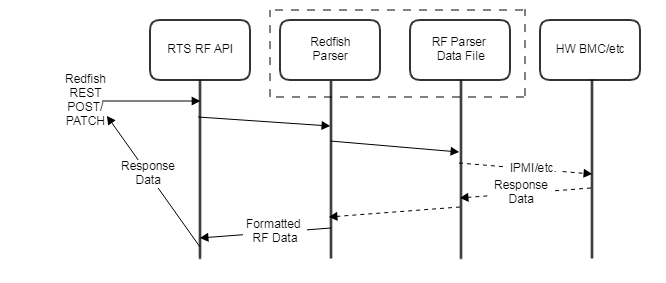 RTS RF API
Redfish
Parser
RF Parser
Data File
HW BMC/etc
Redfish
REST
POST/
PATCH
IPMI/etc.
Response
Data
Response
Data
Formatted
RF Data